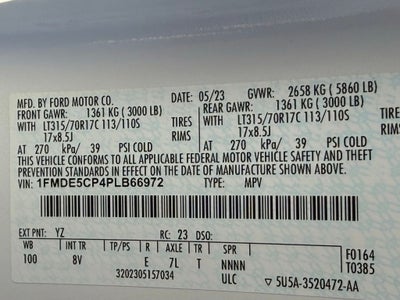 MFD. BY FORD MOTOR CO. 05/23 GVWR: 2658 KG (5860 LB)
FRONT GAWR: 1361 KG (3000 LB) REAR GAWR: 1361 KG (3000 LB)
WITH LT315/70R17C 113/110S TIRES WITH LT315/70R17C 113/110S TIRES
17x8.5J RIMS 17x8.5J RIMS
AT 270 kPa/ 39 PSI COLD AT 270 kPa/ 39 PSI COLD
THIS VEHICLE CONFORMS TO ALL APPLICABLE FEDERAL MOTOR VEHICLE SAFETY, BUMPER, AND THEFT
PREVENTION STANDARDS IN EFFECT ON THE DATE OF MANUFACTURE SHOWN ABOVE.
VIN: 1FMDE5CP4PLB66972 TYPE: MPV
EXT PNT: YZ RC: 23 DSO: F0164
WB INT TR TP/PS R AXLE TR SPR T0385
100 8V E 7L T NNNN
3202305157034 ULC 5U5A-3520472-AA